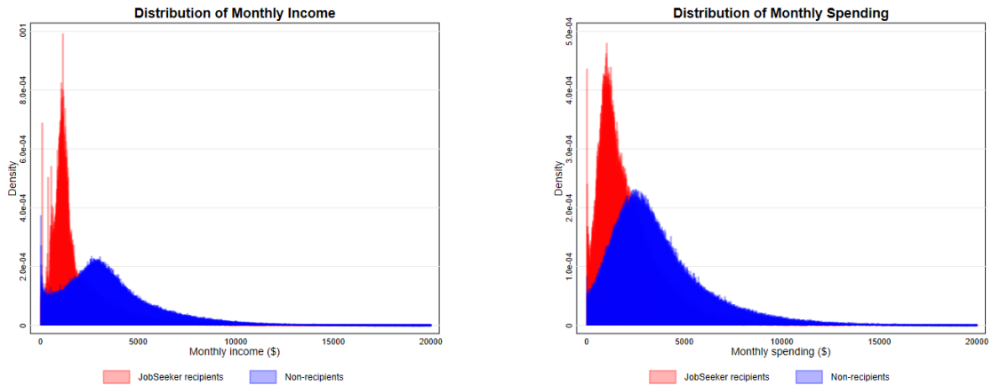 Distribution of Monthly Income
Density
0 2.0e-04 4.0e-04 6.0e-04 8.0e-04 .001
0 5000 10000 15000 20000
Monthly income ($)
JobSeeker recipients Non-recipients
Distribution of Monthly Spending
Density
0 1.0e-04 2.0e-04 3.0e-04 4.0e-04 5.0e-04
0 5000 10000 15000 20000
Monthly spending ($)
JobSeeker recipients Non-recipients